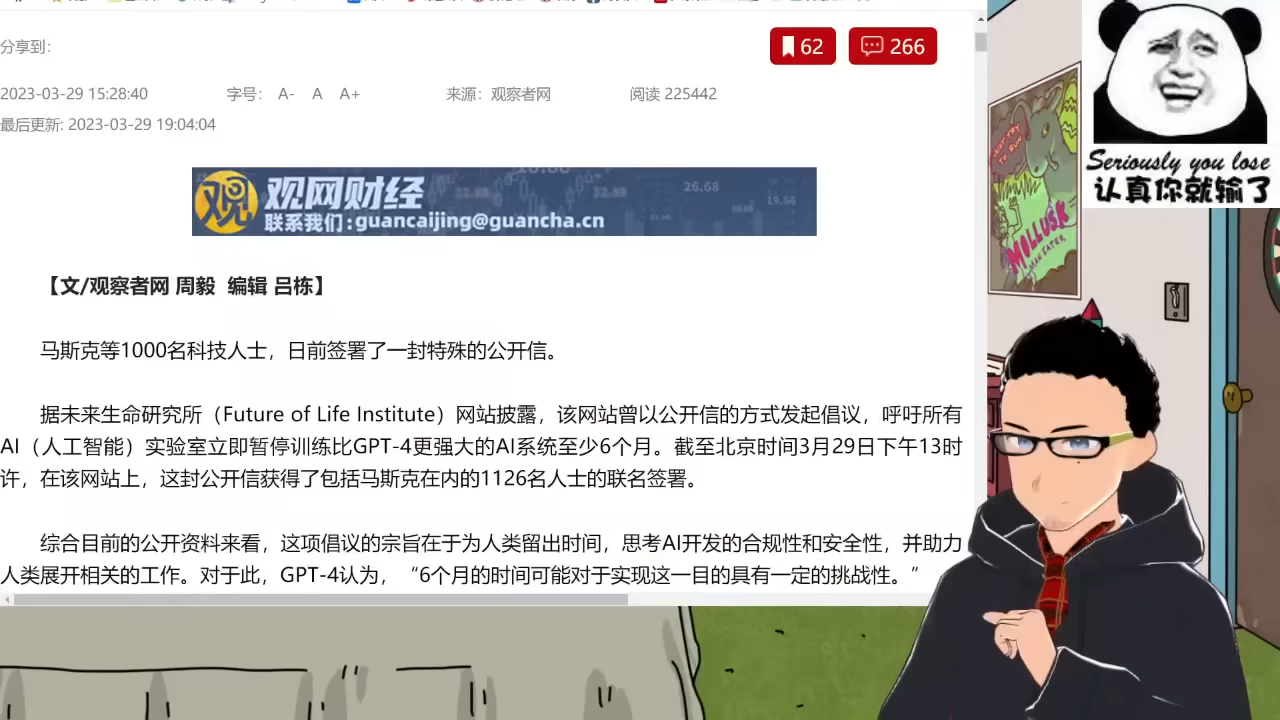 分享到:
62
266
2023-03-29 15:28:40
字号: A- A A+
来源：观察者网
阅读 225442
最后更新: 2023-03-29 19:04:04
观
观网财经
26.68
联系我们:guancaijing@guancha.cn
【文/观察者网 周毅 编辑 吕栋】
马斯克等1000名科技人士，日前签署了一封特殊的公开信。
据未来生命研究所（Future of Life Institute）网站披露，该网站曾以公开信的方式发起倡议，呼吁所有
AI（人工智能）实验室立即暂停训练比GPT-4更强大的AI系统至少6个月。截至北京时间3月29日下午13时
许，在该网站上，这封公开信获得了包括马斯克在内的1126名人士的联名签署。
综合目前的公开资料来看，这项倡议的宗旨在于为人类留出时间，思考AI开发的合规性和安全性，并助力
人类展开相关的工作。对于此，GPT-4认为，“6个月的时间可能对于实现这一目的具有一定的挑战性。”
Seriously you lose
认真你就输了
JUST TRY
TO RUN
MOLLUSK
MAN EATER